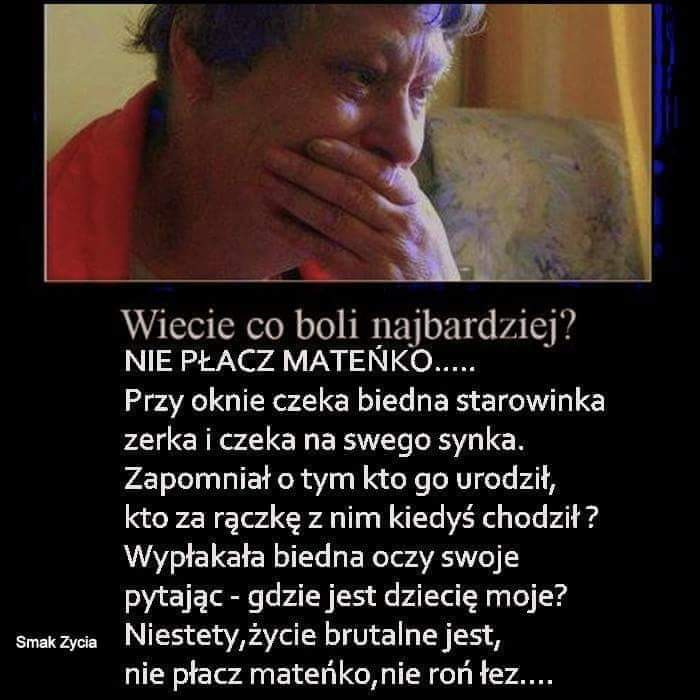 Wiecie co boli najbardziej?
NIE PŁACZ MATEŃKO.....
Przy oknie czeka biedna starowinka
zerka i czeka na swego synka.
Zapomniał o tym kto go urodził,
kto za rączkę z nim kiedyś chodził ?
Wypłakała biedna oczy swoje
pytając - gdzie jest dziecię moje?
Niestety,życie brutalne jest,
nie płacz mateńko,nie roń łez....
Smak Zycia